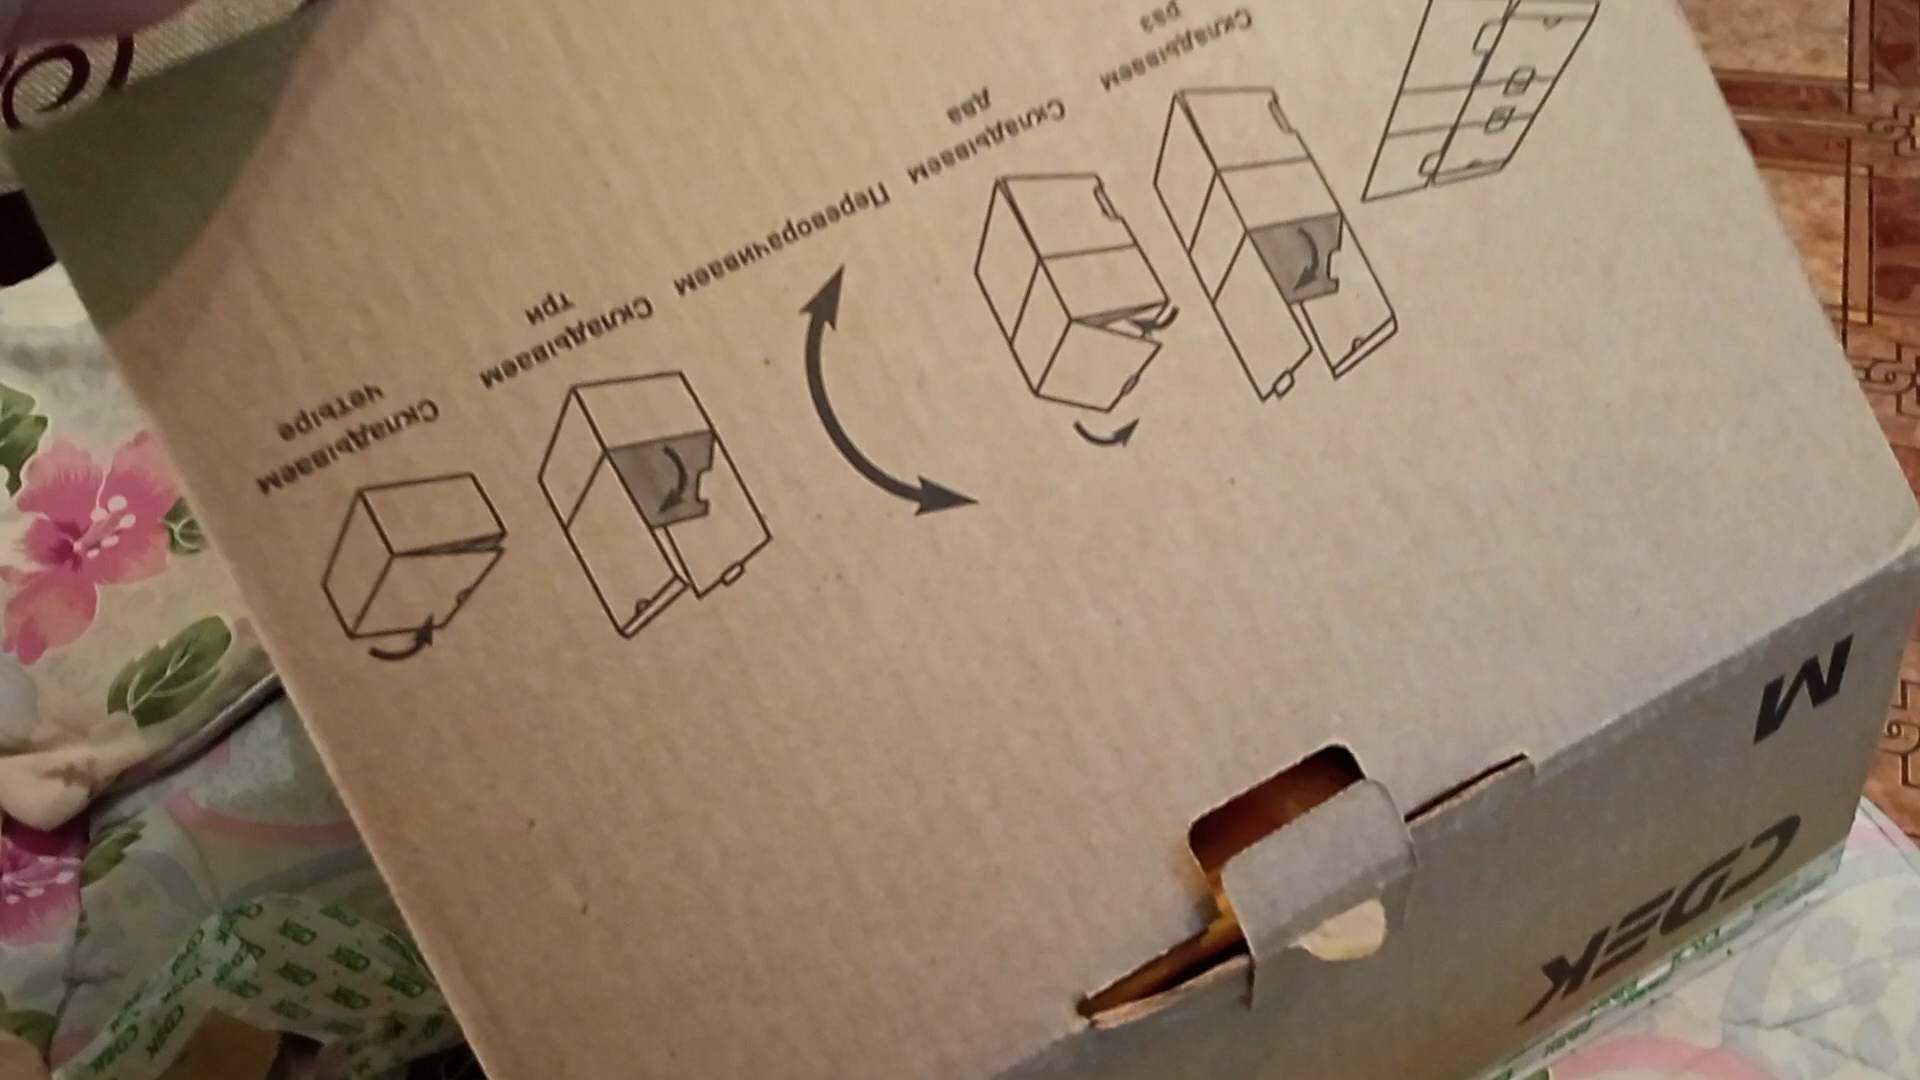 Складываем
раз
Складываем
два
Переворачиваем
Складываем
три
Складываем
четыре
CDEK
M